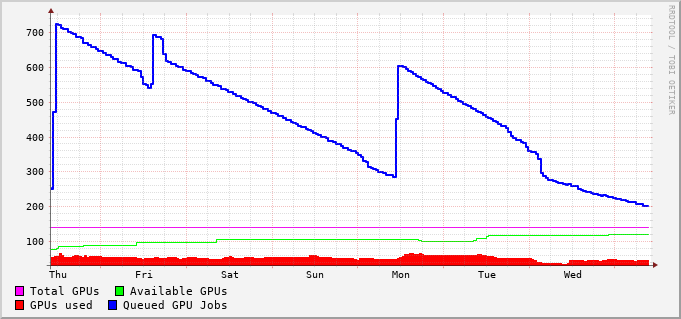 700
600
500
400
300
200
100
Thu Fri Sat Sun Mon Tue Wed
Total GPUs Available GPUs
GPUs used Queued GPU Jobs
RRDTOOL / TOBI OETIKER